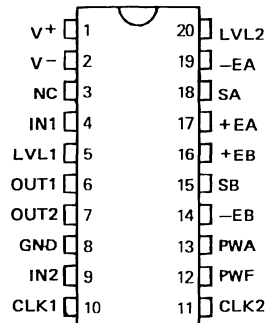 V+ 1 20 LVL2
V- 2 19 -EA
NC 3 18 SA
IN1 4 17 +EA
LVL1 5 16 +EB
OUT1 6 15 SB
OUT2 7 14 -EB
GND 8 13 PWA
IN2 9 12 PWF
CLK1 10 11 CLK2